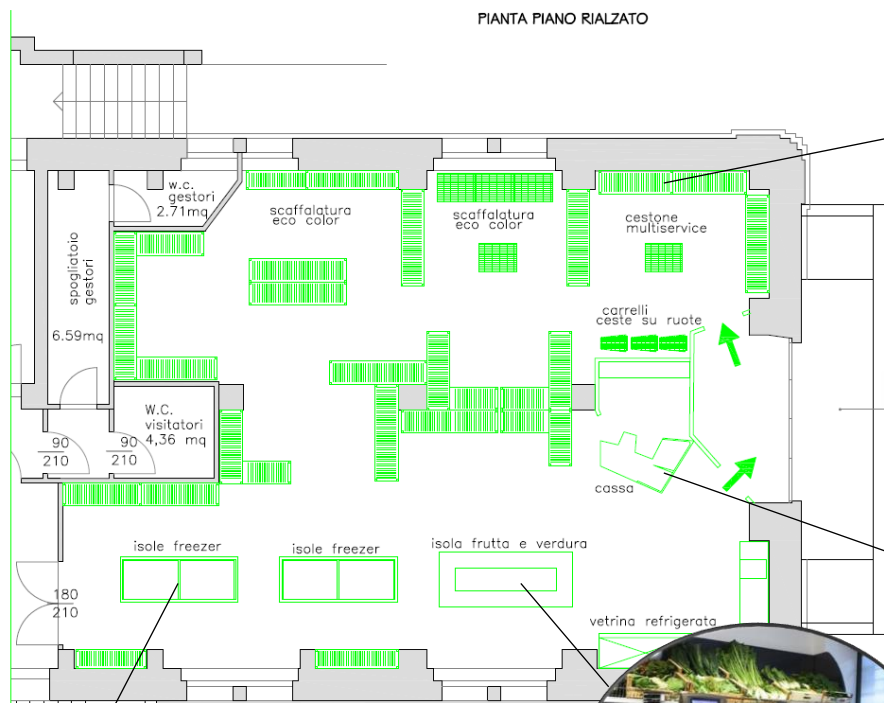 PIANTA PIANO RIALZATO
w.c.
gestori
2.71mq
scaffalatura
eco color
scaffalatura
eco color
cestone
multiservice
spogliatoio
gestori
6.59mq
carrelli
ceste su ruote
W.C.
visitatori
4,36 mq
90
210
90
210
cassa
isole freezer
isole freezer
isola frutta e verdura
180
210
vetrina refrigerata